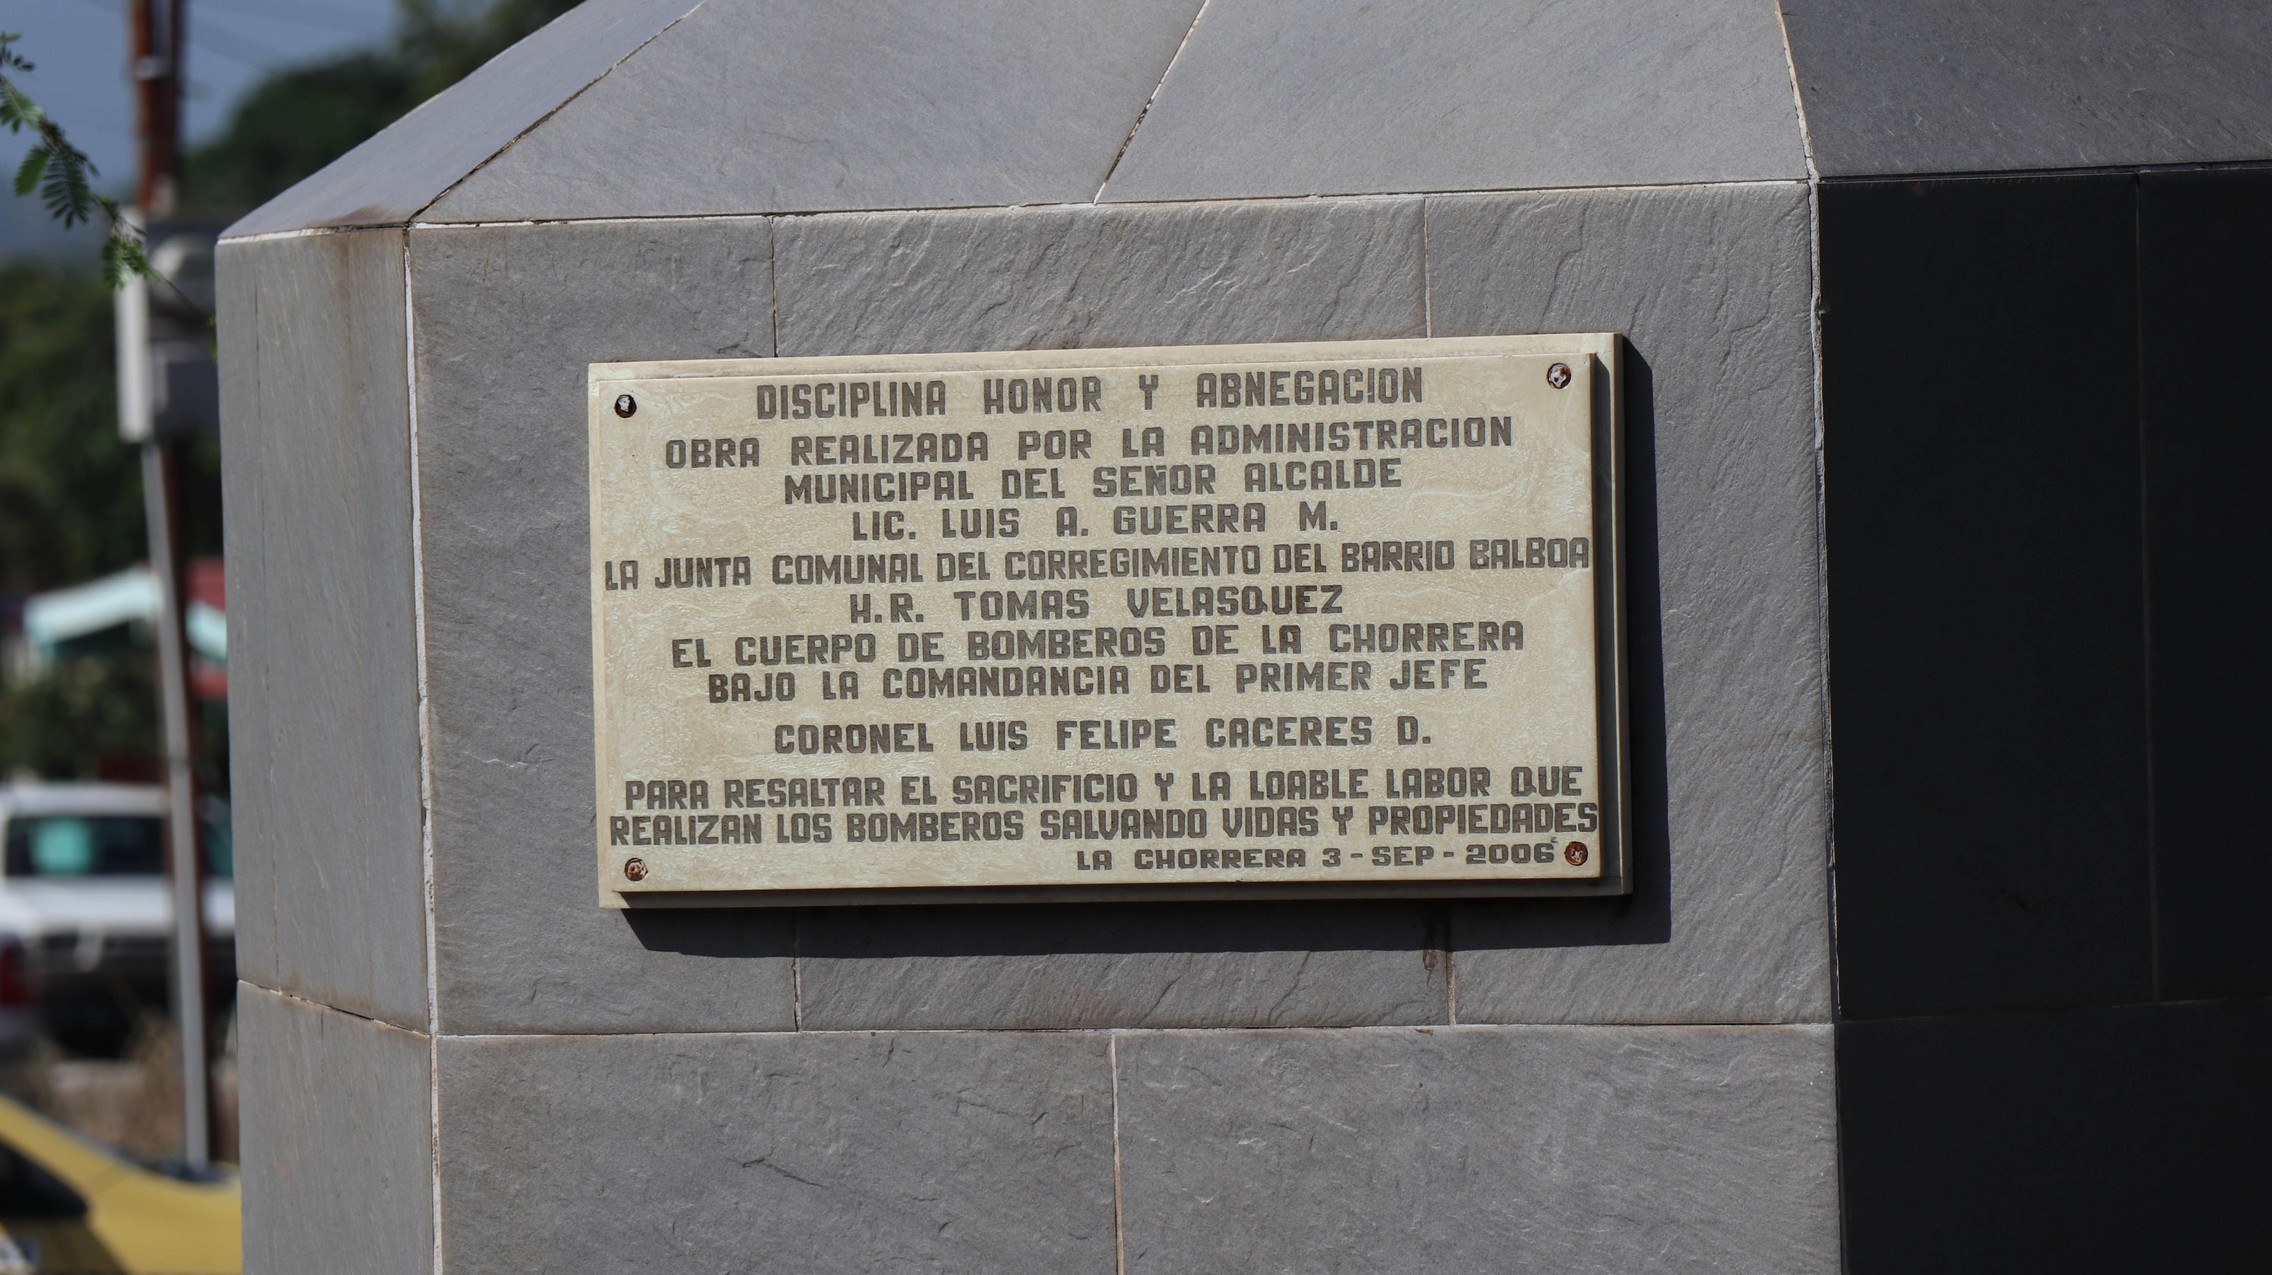 DISCIPLINA HONOR Y ABNEGACION
OBRA REALIZADA POR LA ADMINISTRACION
MUNICIPAL DEL SEÑOR ALCALDE
LIC. LUIS A. GUERRA M.
LA JUNTA COMUNAL DEL CORREGIMIENTO DEL BARRIO BALBOA
H.R. TOMAS VELASQUEZ
EL CUERPO DE BOMBEROS DE LA CHORRERA
BAJO LA COMANDANCIA DEL PRIMER JEFE
CORONEL LUIS FELIPE CACERES D.
PARA RESALTAR EL SACRIFICIO Y LA LOABLE LABOR QUE
REALIZAN LOS BOMBEROS SALVANDO VIDAS Y PROPIEDADES
LA CHORRERA 3 - SEP - 2006